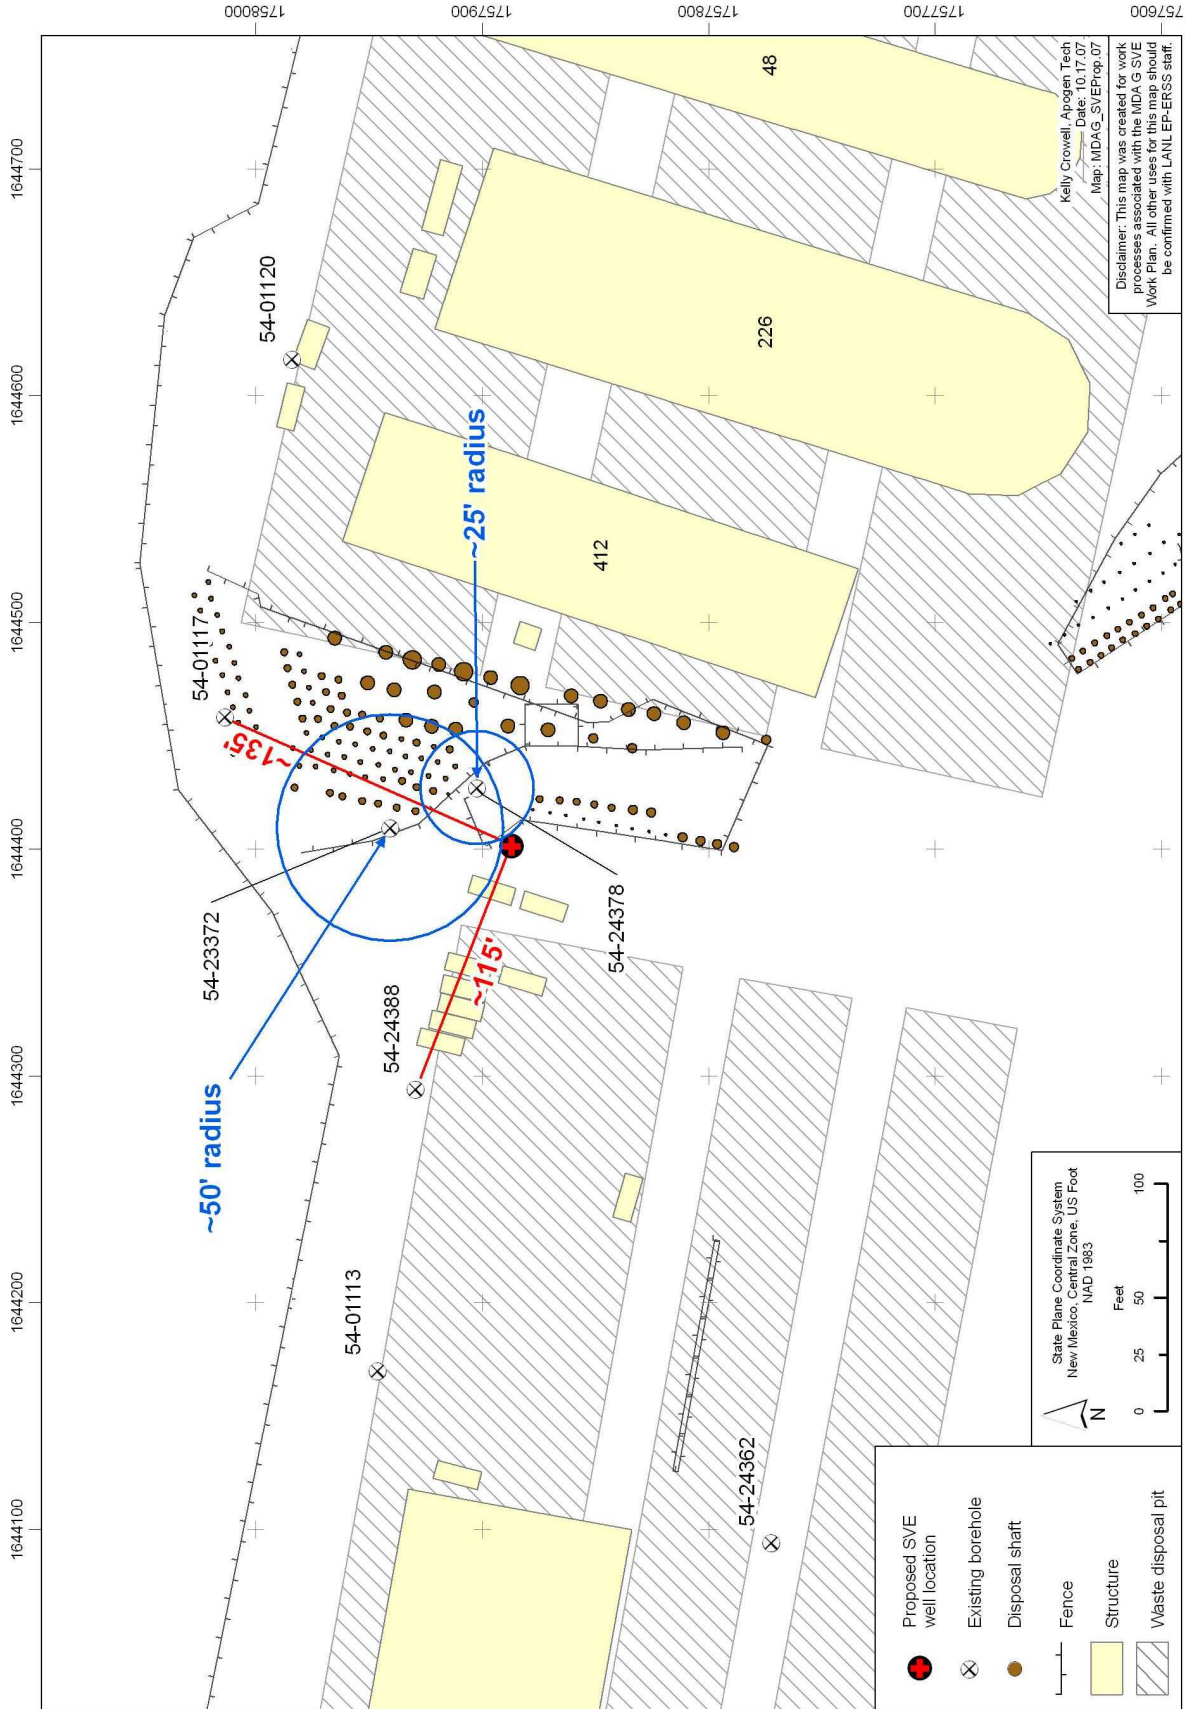 1644100
1644200
1644300
1644400
1644500
1644600
1644700
1758000
1757900
1757800
1757700
1757600
~50' radius
54-23372
54-01117
~135'
54-01120
~25' radius
54-24388
~115'
54-24378
54-01113
54-24362
412
226
48
Proposed SVE
well location
Existing borehole
Disposal shaft
Fence
Structure
Waste disposal pit
State Plane Coordinate System
New Mexico, Central Zone, US Foot
NAD 1983
N
Feet
0 25 50 100
Kelly Crowell, Apogen Tech
Date: 10.17.07
Map: MDAG_SVEProp.07
Disclaimer: This map was created for work
processes associated with the MDA G SVE
Work Plan. All other uses for this map should
be confirmed with LANL EP-ERSS staff.